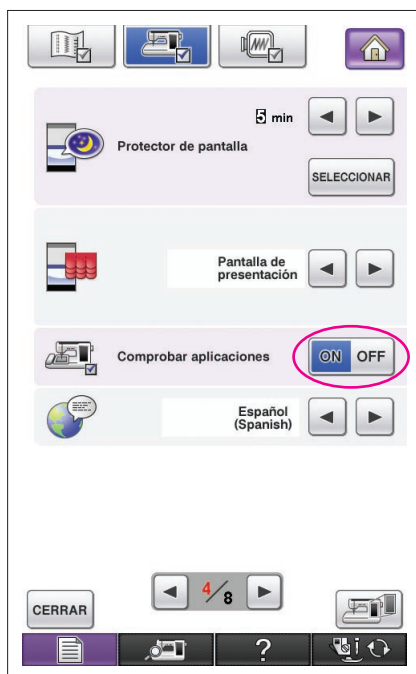 5 min
Protector de pantalla
SELECCIONAR
Pantalla de
presentación
Comprobar aplicaciones
ON OFF
Español
(Spanish)
4/8
CERRAR
?